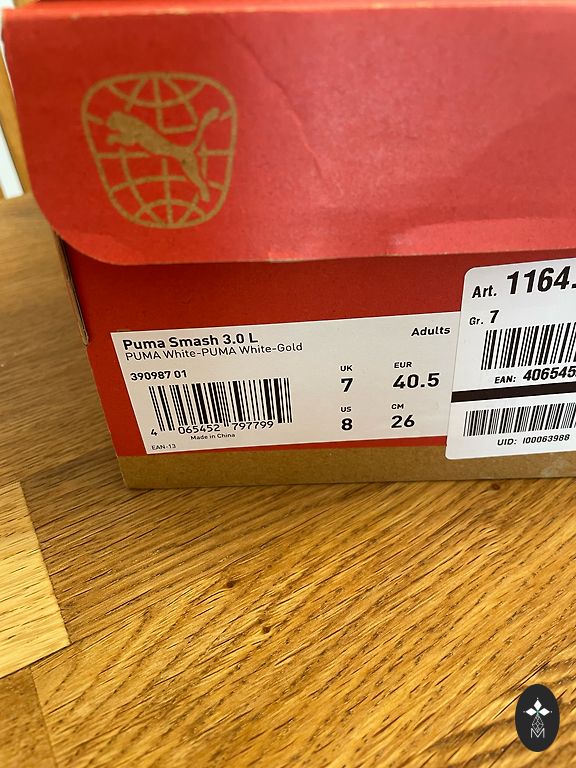 Puma Smash 3.0 L
Adults
PUMA White-PUMA White-Gold
390987 01
4 065452 797799
Made in China
EAN-13
UK
7
EUR
40.5
US
8
CM
26
Art. 1164.
Gr. 7
EAN: 4065452
UID: I00063988
M